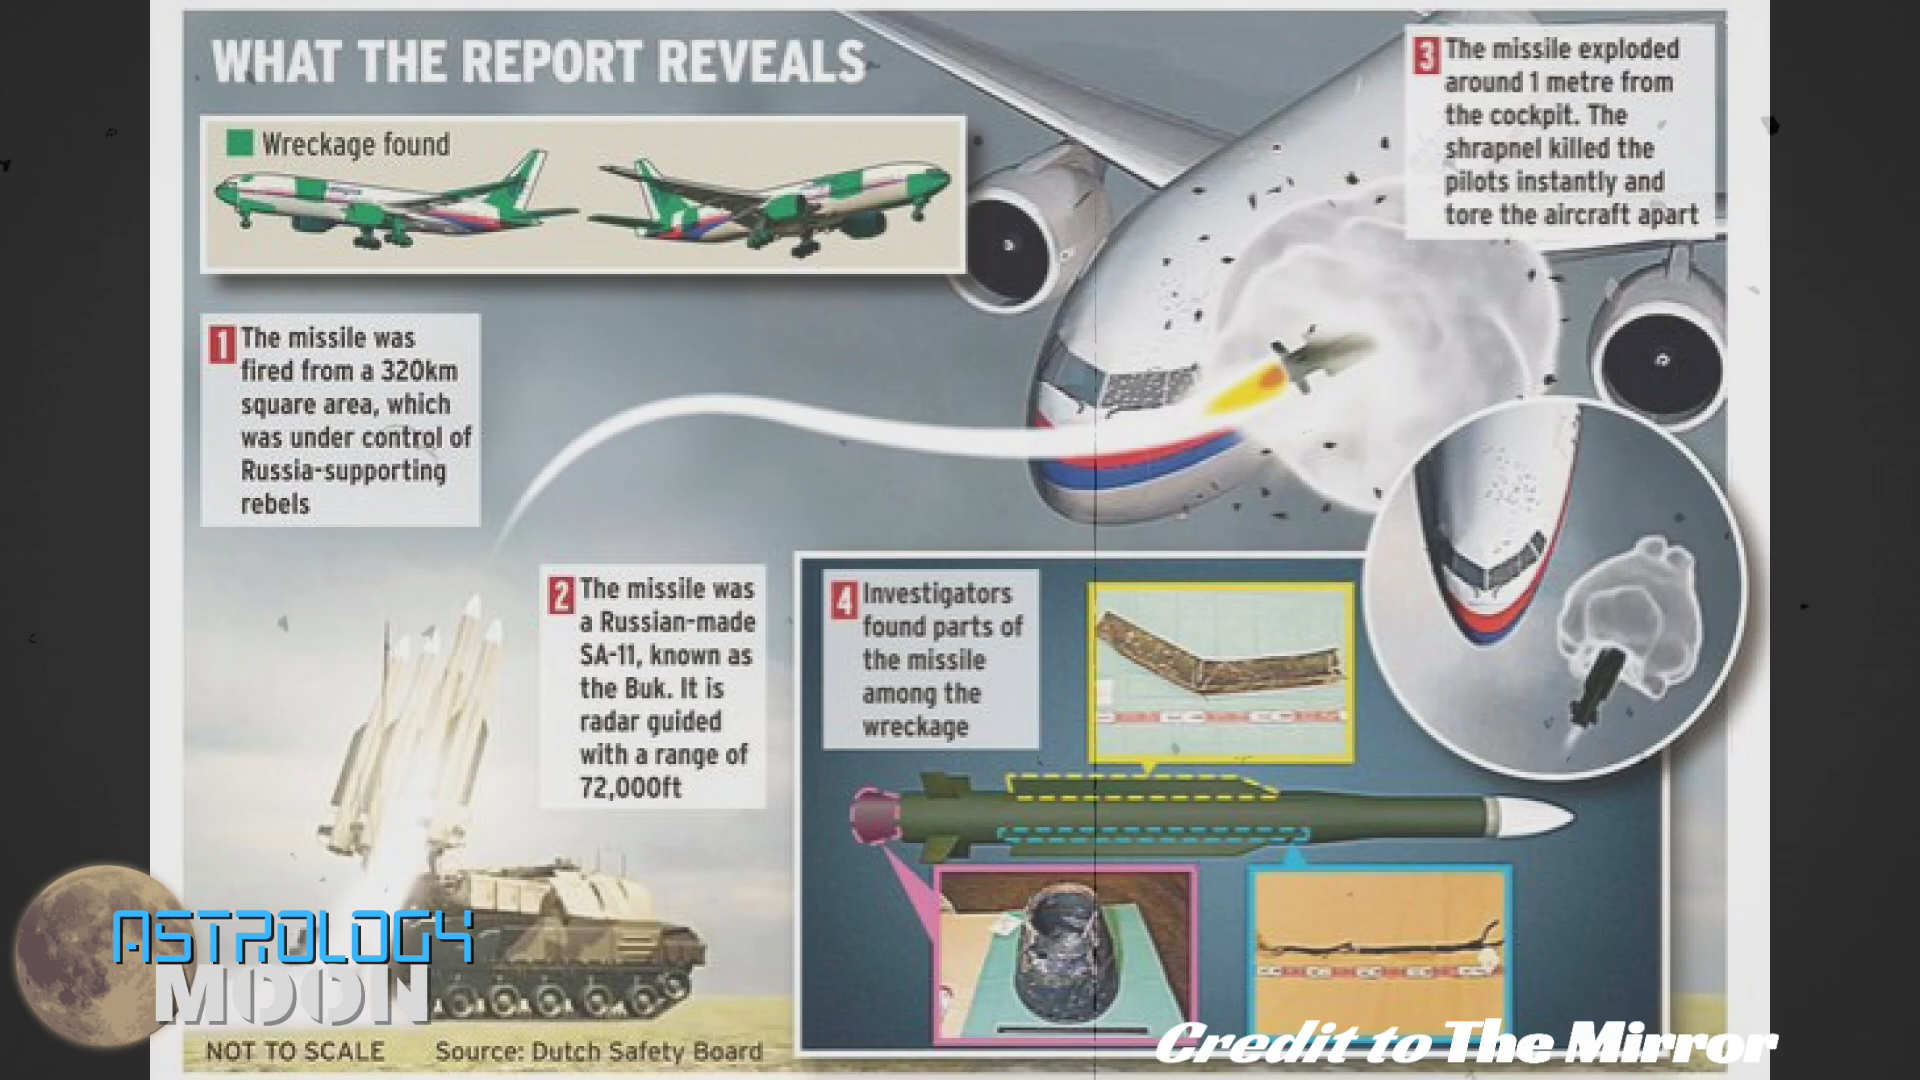 WHAT THE REPORT REVEALS
Wreckage found
1 The missile was
fired from a 320km
square area, which
was under control of
Russia-supporting
rebels
2 The missile was
a Russian-made
SA-11, known as
the Buk. It is
radar guided
with a range of
72,000ft
3 The missile exploded
around 1 metre from
the cockpit. The
shrapnel killed the
pilots instantly and
tore the aircraft apart
4 Investigators
found parts of
the missile
among the
wreckage
ASTROLOGY
MOON
NOT TO SCALE
Source: Dutch Safety Board
Credit to The Mirror